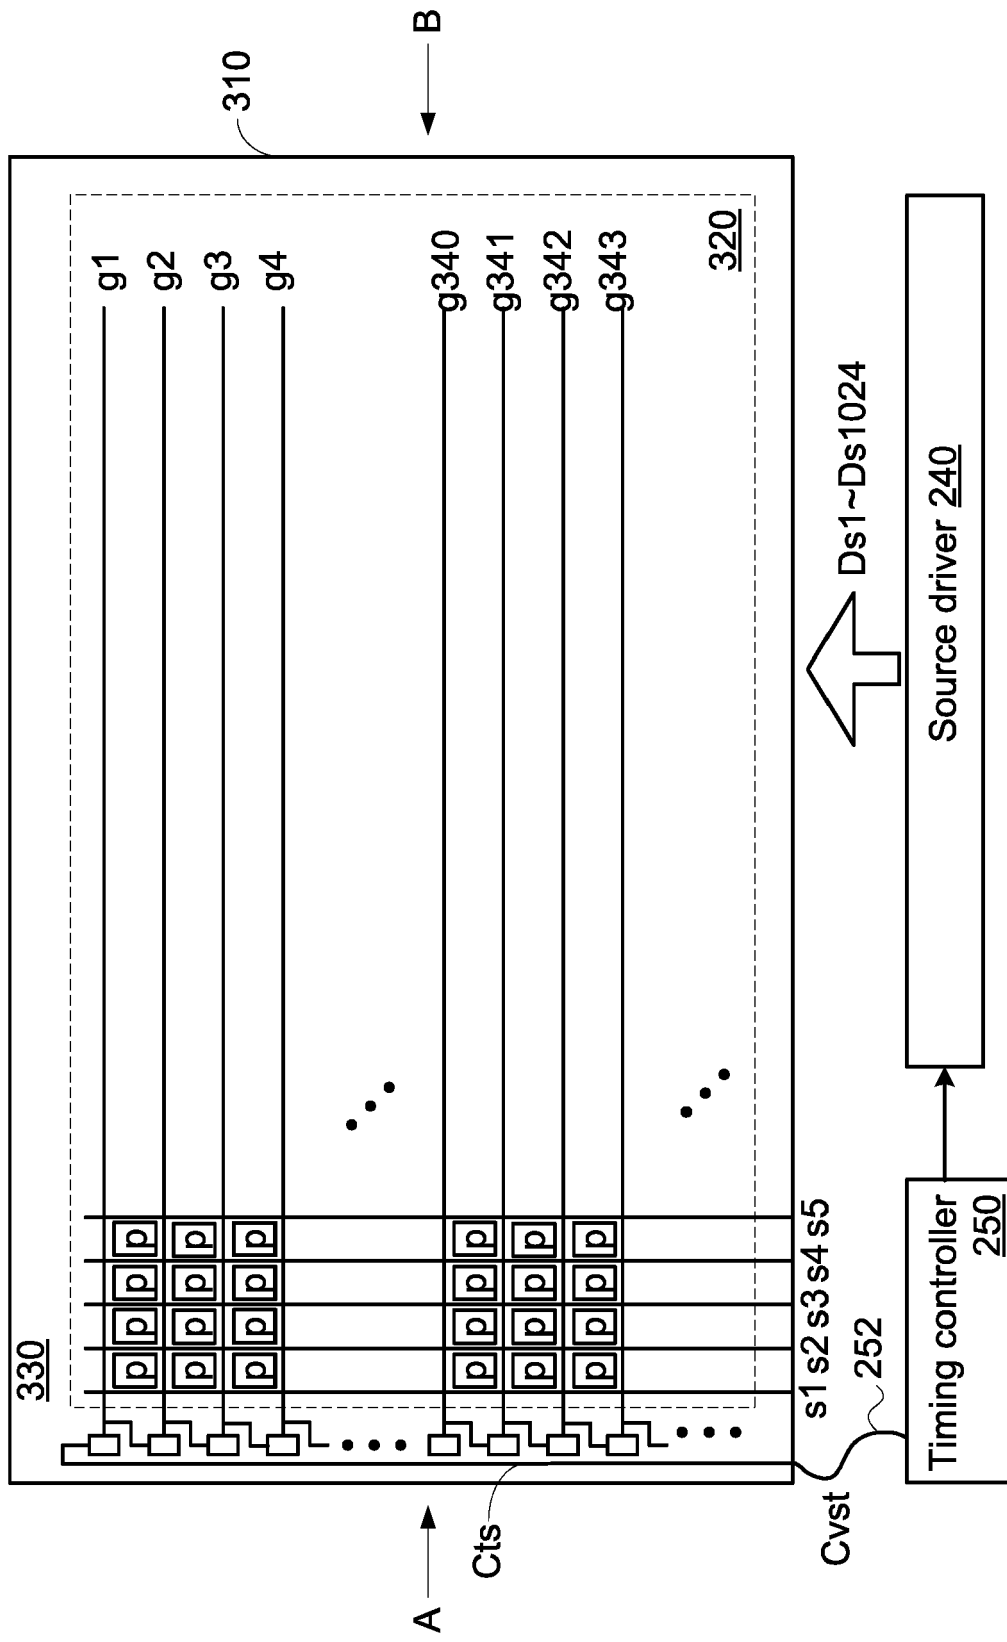 330
g1
p p p p
g2
p p p p
310
g3
p p p p
g4
A
B
g340
p p p p
Cts
g341
p p p p
g342
p p p p
g343
320
s1 s2 s3 s4 s5
Cvst
252
Ds1~Ds1024
Timing controller
250
Source driver 240